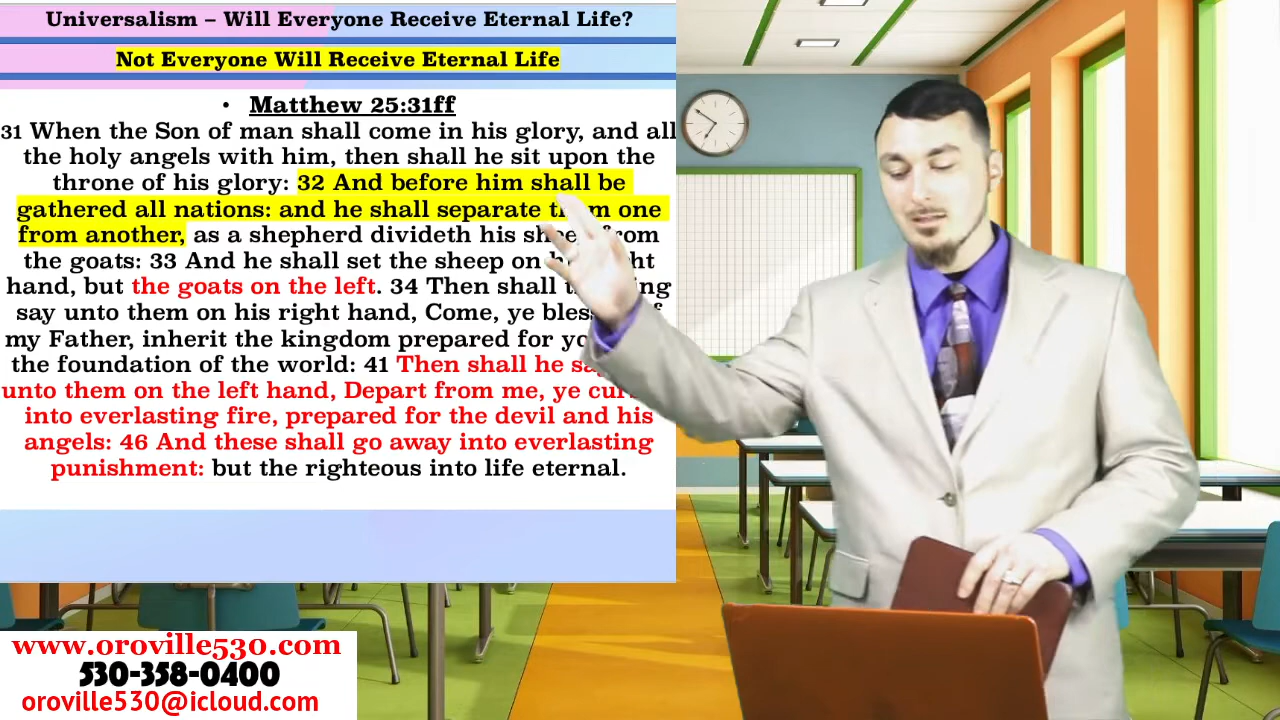 Universalism – Will Everyone Receive Eternal Life?
Not Everyone Will Receive Eternal Life
• Matthew 25:31ff
31 When the Son of man shall come in his glory, and all
the holy angels with him, then shall he sit upon the
throne of his glory: 32 And before him shall be
gathered all nations: and he shall separate them one
from another, as a shepherd divideth his sheep from
the goats: 33 And he shall set the sheep on right
hand, but the goats on the left. 34 Then shall
say unto them on his right hand, Come, ye
my Father, inherit the kingdom prepared for
the foundation of the world: 41 Then shall he
unto them on the left hand, Depart from me, ye
into everlasting fire, prepared for the devil and his
angels: 46 And these shall go away into everlasting
punishment: but the righteous into life eternal.
www.oroville530.com
530-358-0400
oroville530@icloud.com